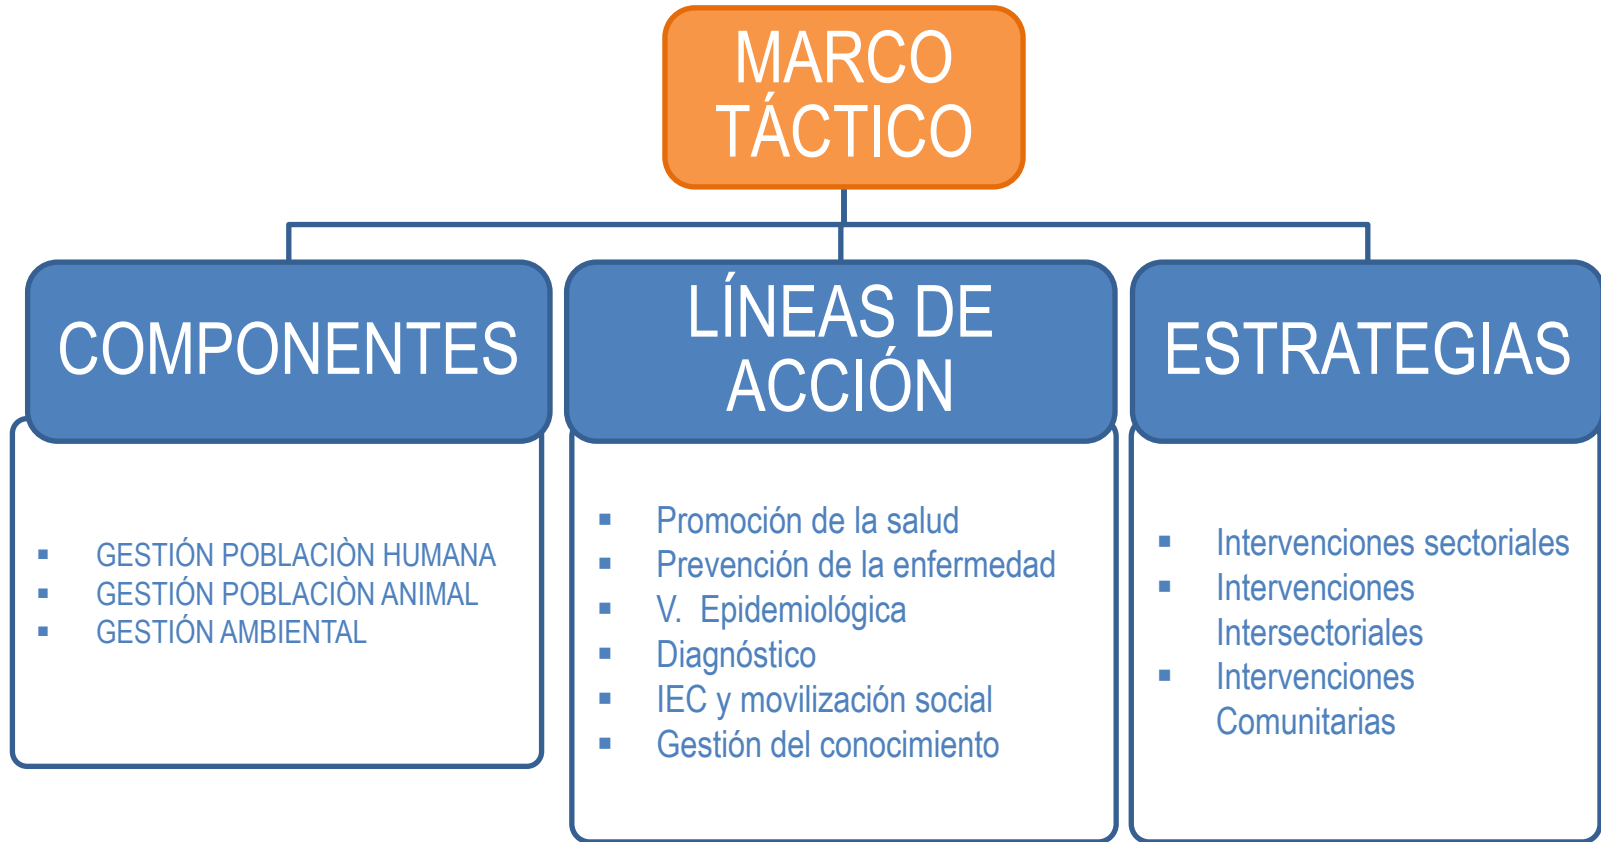 MARCO
TÁCTICO
COMPONENTES
▪ GESTIÓN POBLACIÒN HUMANA
▪ GESTIÓN POBLACIÒN ANIMAL
▪ GESTIÓN AMBIENTAL
LÍNEAS DE
ACCIÓN
▪ Promoción de la salud
▪ Prevención de la enfermedad
▪ V. Epidemiológica
▪ Diagnóstico
▪ IEC y movilización social
▪ Gestión del conocimiento
ESTRATEGIAS
▪ Intervenciones sectoriales
▪ Intervenciones
Intersectoriales
▪ Intervenciones
Comunitarias